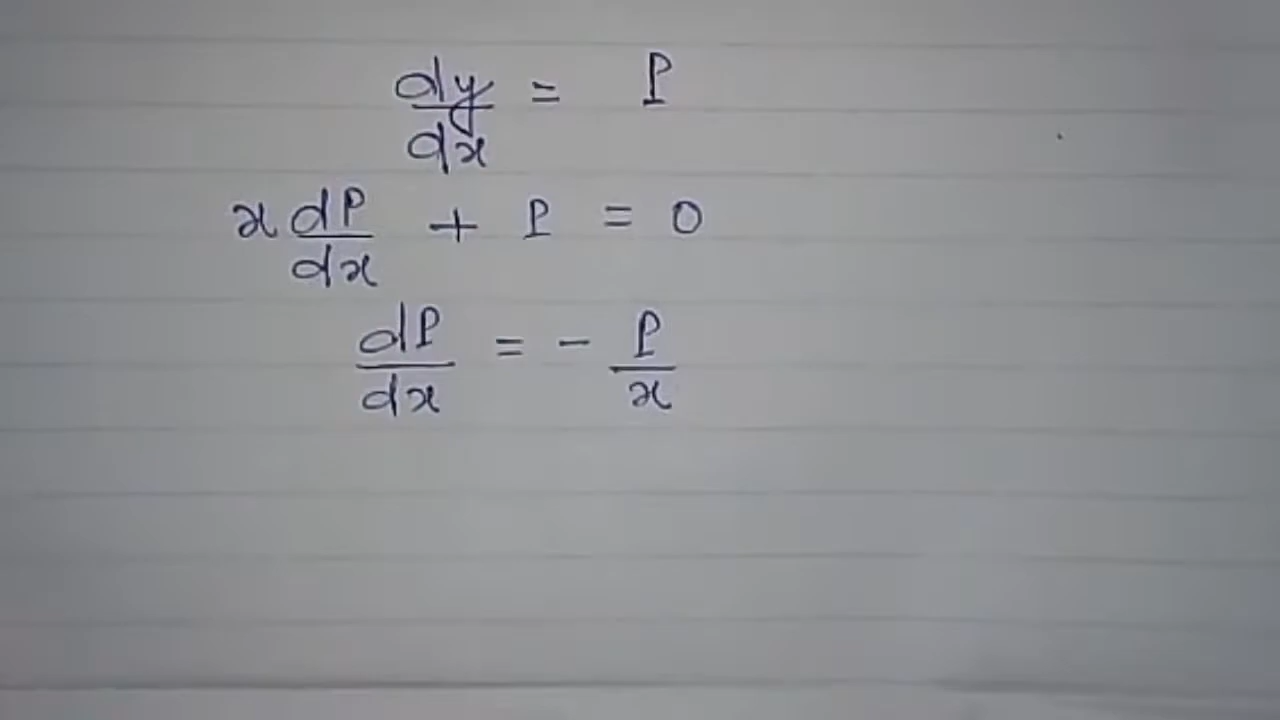 dy/dx = P
x dP/dx + P = 0
dP/dx = - P/x